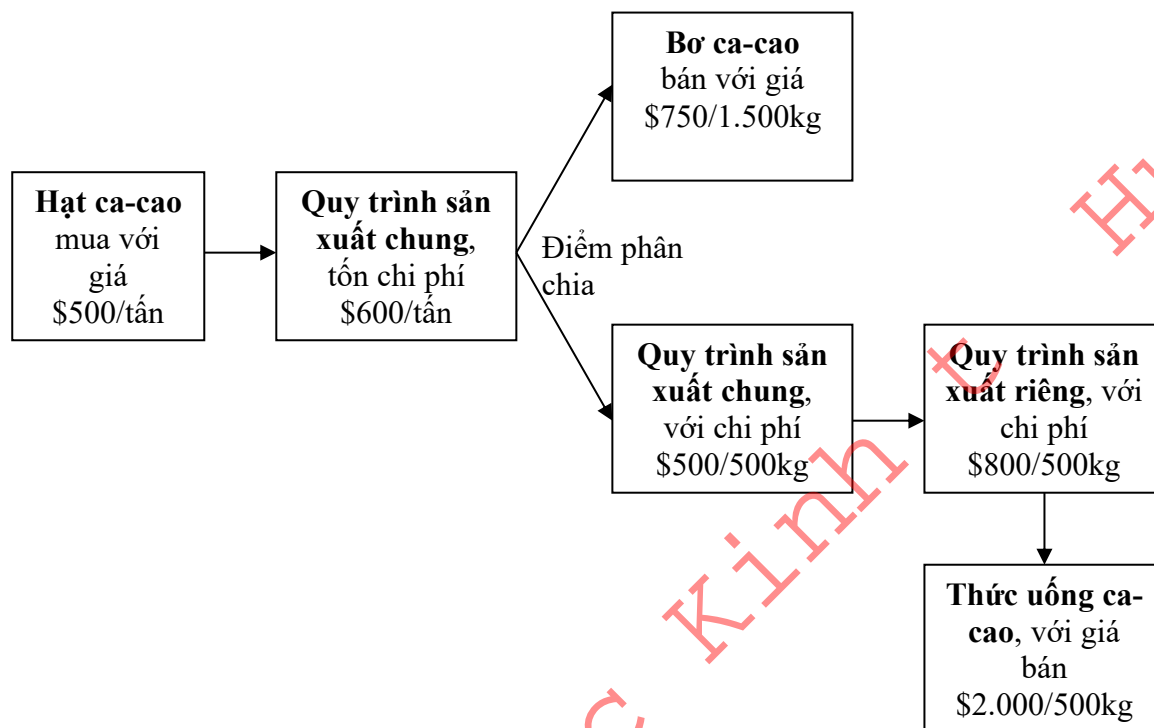 Bơ ca-cao
bán với giá
$750/1.500kg
Hạt ca-cao
mua với
giá
$500/tấn
Quy trình sản
xuất chung,
tốn chi phí
$600/tấn
Điểm phân
chia
Quy trình sản
xuất chung,
với chi phí
$500/500kg
Quy trình sản
xuất riêng, với
chi phí
$800/500kg
Thức uống ca-
cao, với giá
bán
$2.000/500kg
c Kinh t